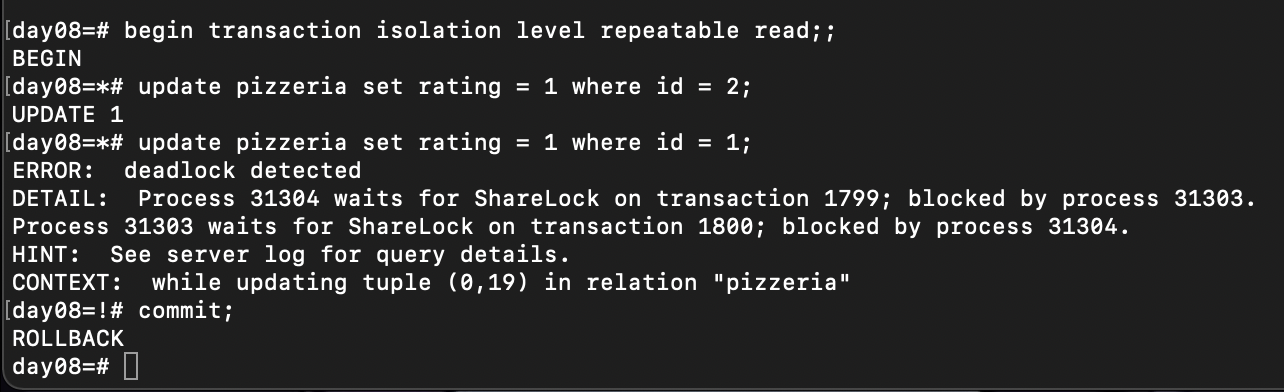 [day08=# begin transaction isolation level repeatable read;;
BEGIN
[day08=*# update pizzeria set rating = 1 where id = 2;
UPDATE 1
[day08=*# update pizzeria set rating = 1 where id = 1;
ERROR:  deadlock detected
DETAIL:  Process 31304 waits for ShareLock on transaction 1799; blocked by process 31303.
Process 31303 waits for ShareLock on transaction 1800; blocked by process 31304.
HINT:  See server log for query details.
CONTEXT:  while updating tuple (0,19) in relation "pizzeria"
[day08=!# commit;
ROLLBACK
day08=#